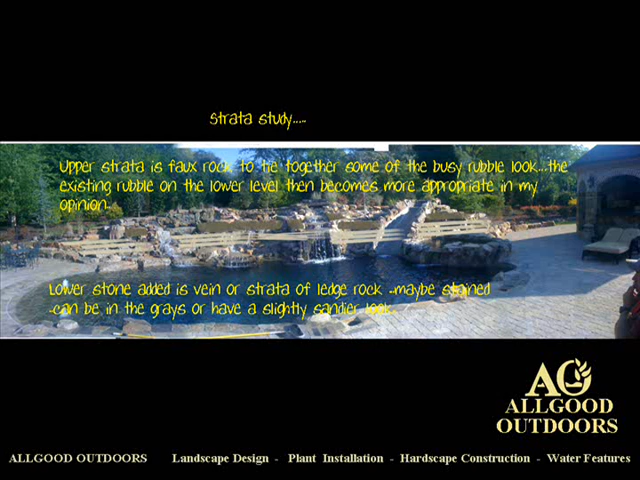 Strata study.....
Upper strata is faux rock to tie together some of the busy rubble look...the
existing rubble on the lower level then becomes more appropriate in my
opinion..
Lower stone added is vein or strata of ledge rock ..maybe stained
.can be in the grays or have a slightly sandier look.
AG
ALLGOOD
OUTDOORS
ALLGOOD OUTDOORS Landscape Design - Plant Installation - Hardscape Construction - Water Features